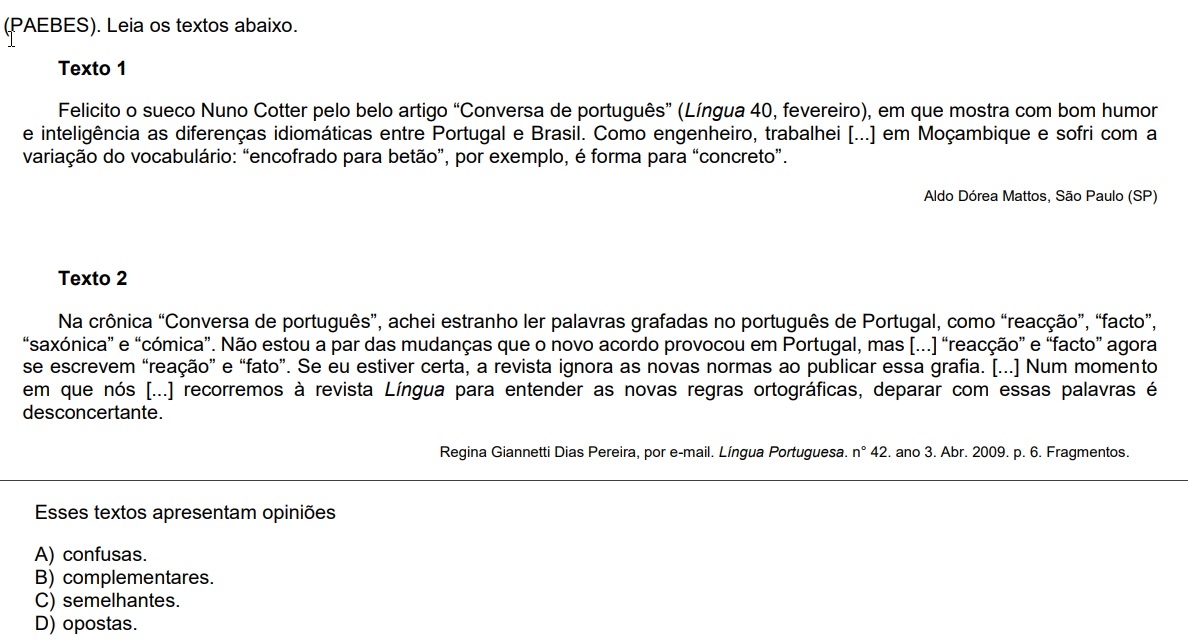 (PAEBES). Leia os textos abaixo.
Texto 1
Felicito o sueco Nuno Cotter pelo belo artigo “Conversa de português” (Língua 40, fevereiro), em que mostra com bom humor
e inteligência as diferenças idiomáticas entre Portugal e Brasil. Como engenheiro, trabalhei [...] em Moçambique e sofri com a
variação do vocabulário: “encofrado para betão”, por exemplo, é forma para “concreto”.
Aldo Dórea Mattos, São Paulo (SP)
Texto 2
Na crônica “Conversa de português”, achei estranho ler palavras grafadas no português de Portugal, como “reacção”, “facto”,
“saxónica” e “cómica”. Não estou a par das mudanças que o novo acordo provocou em Portugal, mas [...] “reacção” e “facto” agora
se escrevem “reação” e “fato”. Se eu estiver certa, a revista ignora as novas normas ao publicar essa grafia. [...] Num momento
em que nós [...] recorremos à revista Língua para entender as novas regras ortográficas, deparar com essas palavras é
desconcertante.
Regina Giannetti Dias Pereira, por e-mail. Língua Portuguesa. n° 42. ano 3. Abr. 2009. p. 6. Fragmentos.
Esses textos apresentam opiniões
A) confusas.
B) complementares.
C) semelhantes.
D) opostas.